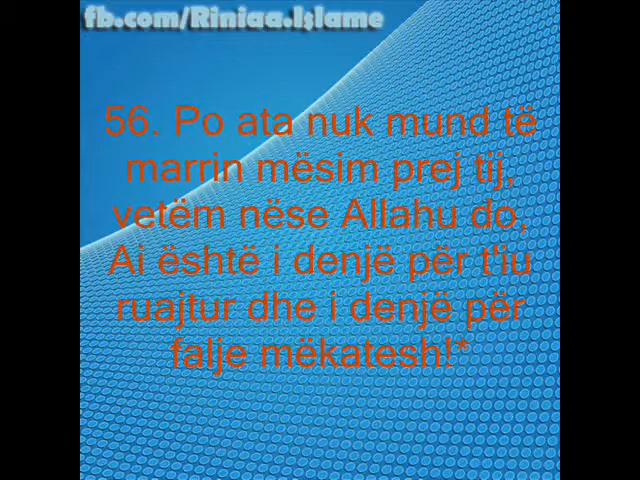 fb.com/Riniaa.Islame
56. Po ata nuk mund të
marrin mësim prej tij,
vetëm nëse Allahu do,
Ai është i denjë për t'iu
ruajtur dhe i denjë për
falje mëkatesh!*